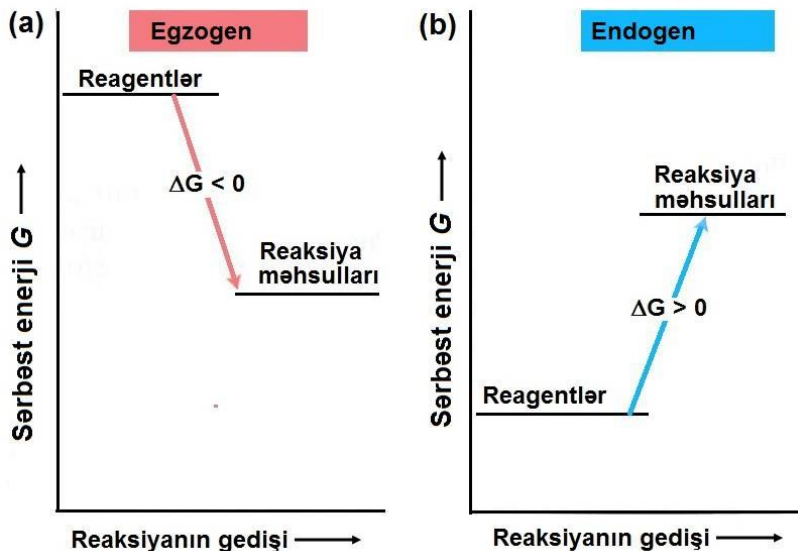 (a)
Egzogen
Reagentlər
ΔG < 0
Reaksiya
məhsulları
Sərbəst enerji G
Reaksiyanın gedişi
(b)
Endogen
Reaksiya
məhsulları
ΔG > 0
Reagentlər
Sərbəst enerji G
Reaksiyanın gedişi